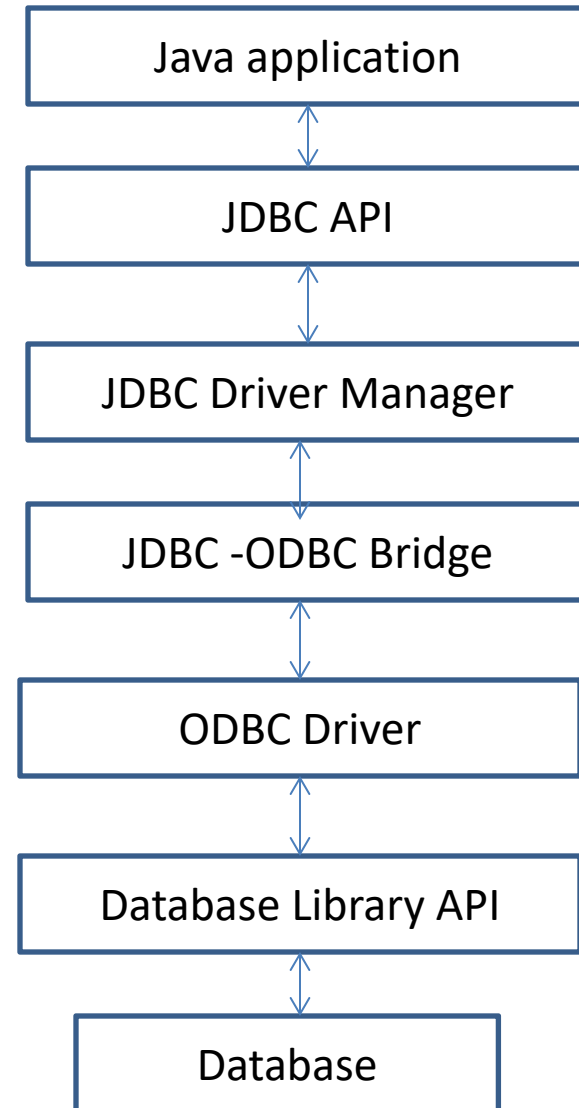 Java application
JDBC API
JDBC Driver Manager
JDBC -ODBC Bridge
ODBC Driver
Database Library API
Database